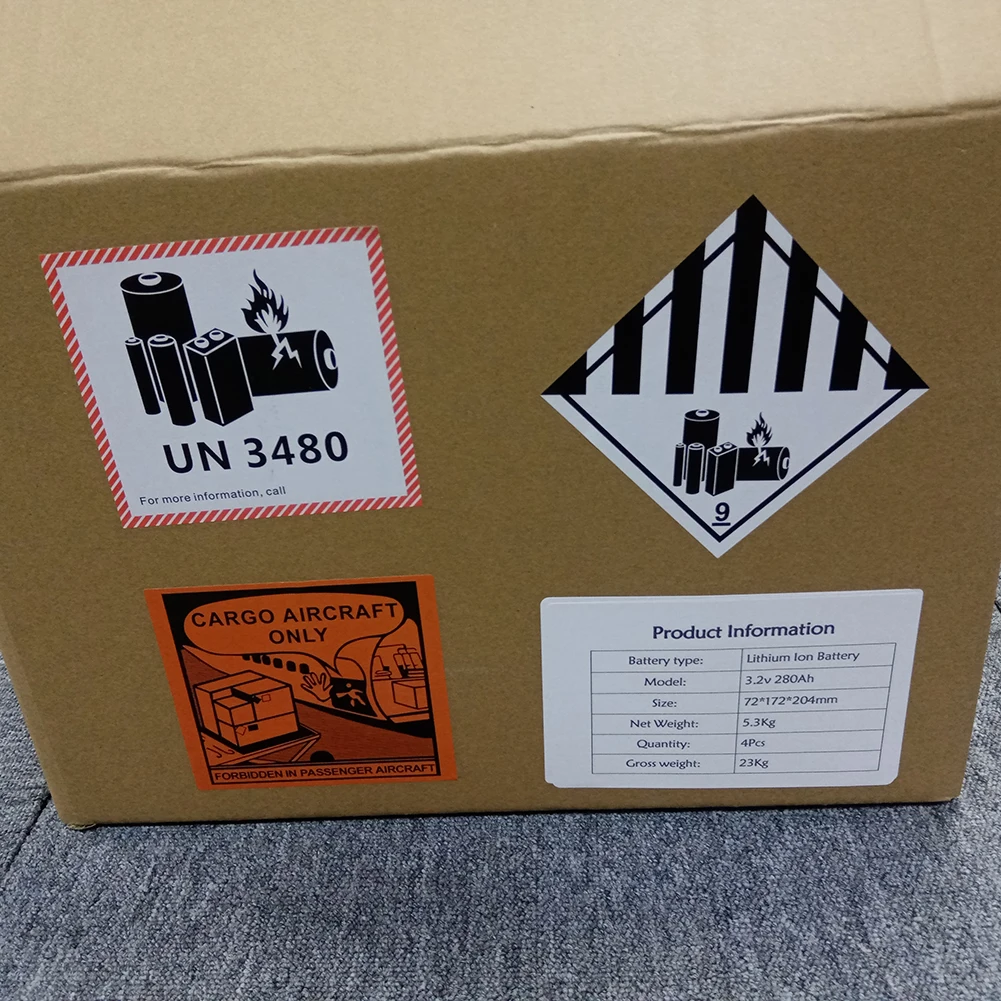 UN 3480
For more information, call
9
CARGO AIRCRAFT
ONLY
FORBIDDEN IN PASSENGER AIRCRAFT
Product Information
Battery type: Lithium Ion Battery
Model: 3.2v 280Ah
Size: 72*172*204mm
Net Weight: 5.3Kg
Quantity: 4Pcs
Gross weight: 23Kg